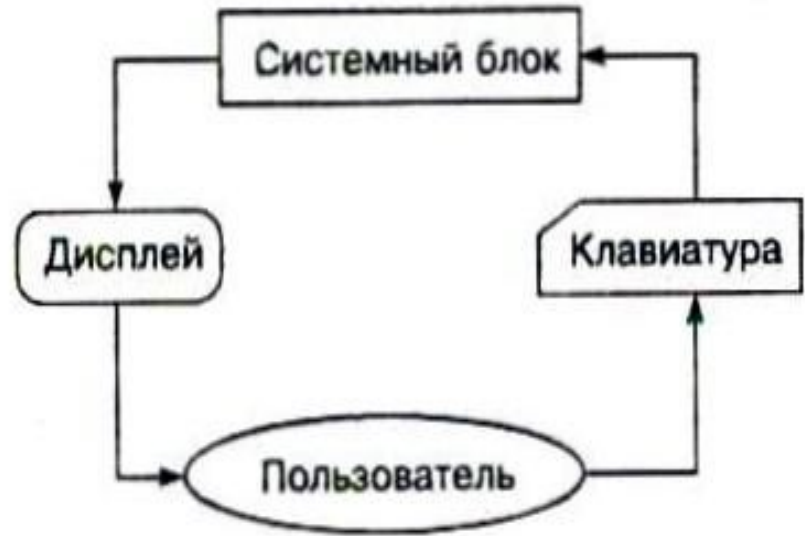 Системный блок
Дисплей
Клавиатура
Пользователь